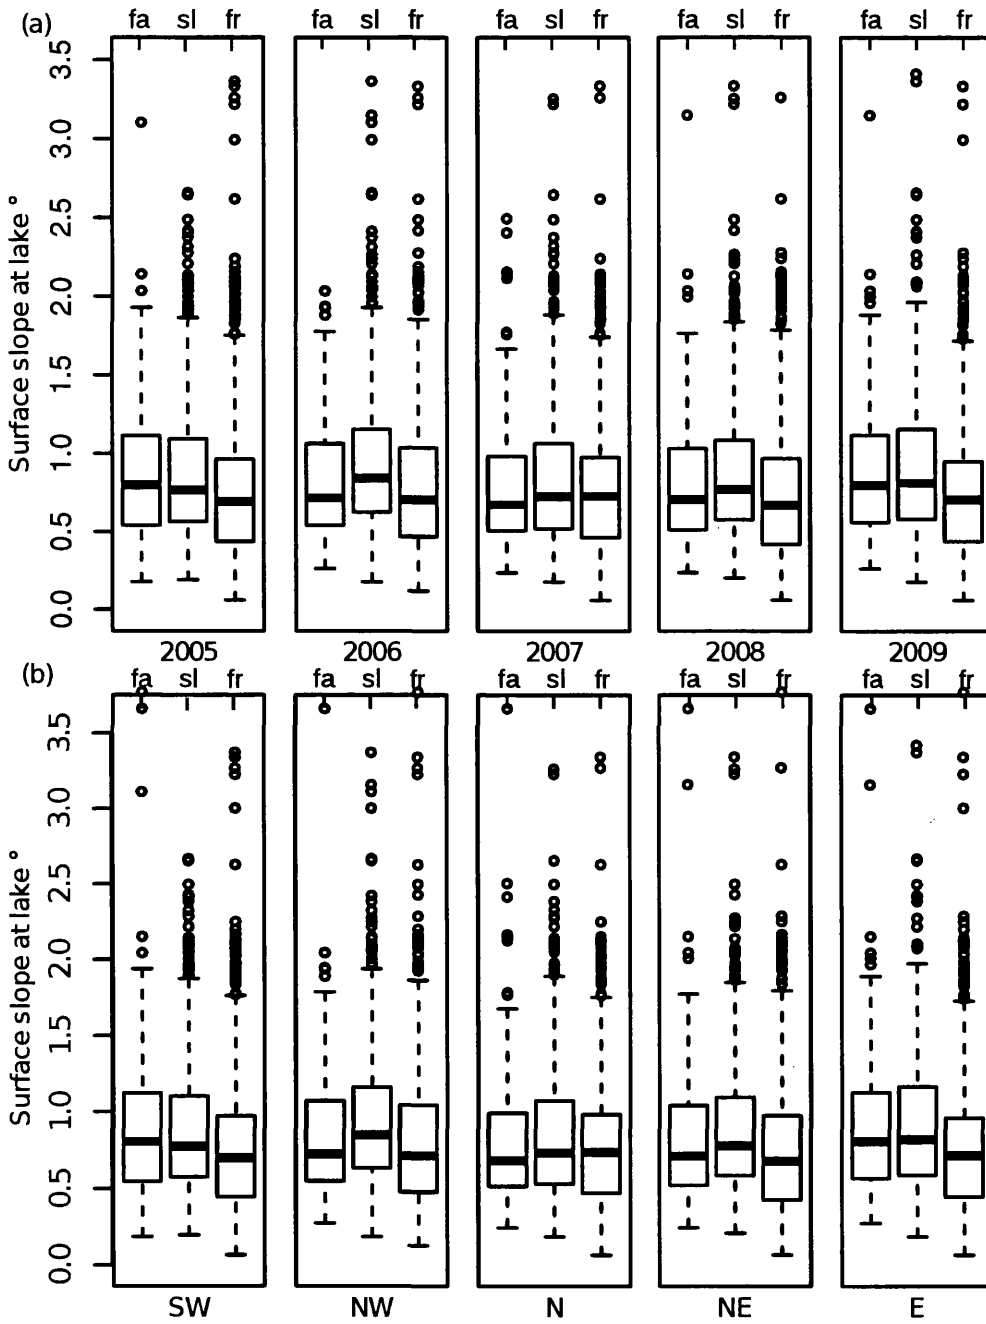 (a) fa sl fr fa sl fr fa sl fr fa sl fr fa sl fr
Surface slope at lake °
3.5
3.0
2.5
2.0
1.5
1.0
0.5
0.0
2005 2006 2007 2008 2009
(b) fa sl fr fa sl fr fa sl fr fa sl fr fa sl fr
Surface slope at lake °
3.5
3.0
2.5
2.0
1.5
1.0
0.5
0.0
SW NW N NE E